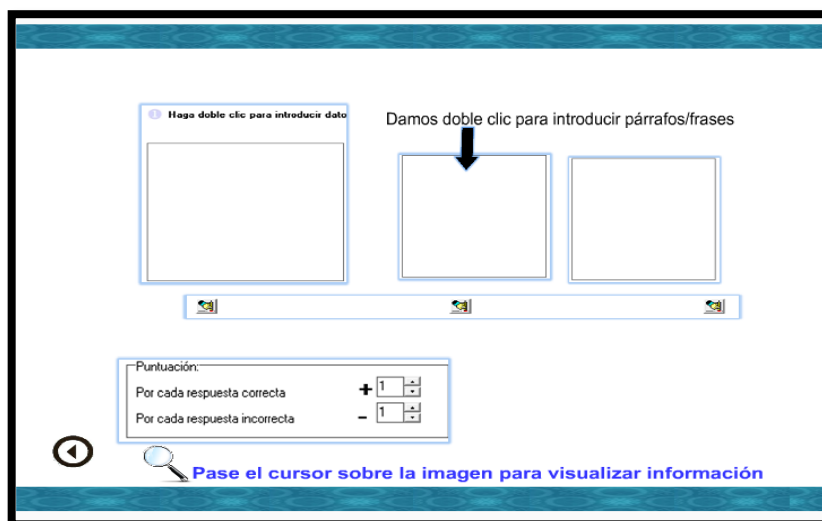 Haga doble clic para introducir dato
Damos doble clic para introducir párrafos/frases
Puntuación:
Por cada respuesta correcta + 1
Por cada respuesta incorrecta - 1
Pase el cursor sobre la imagen para visualizar información